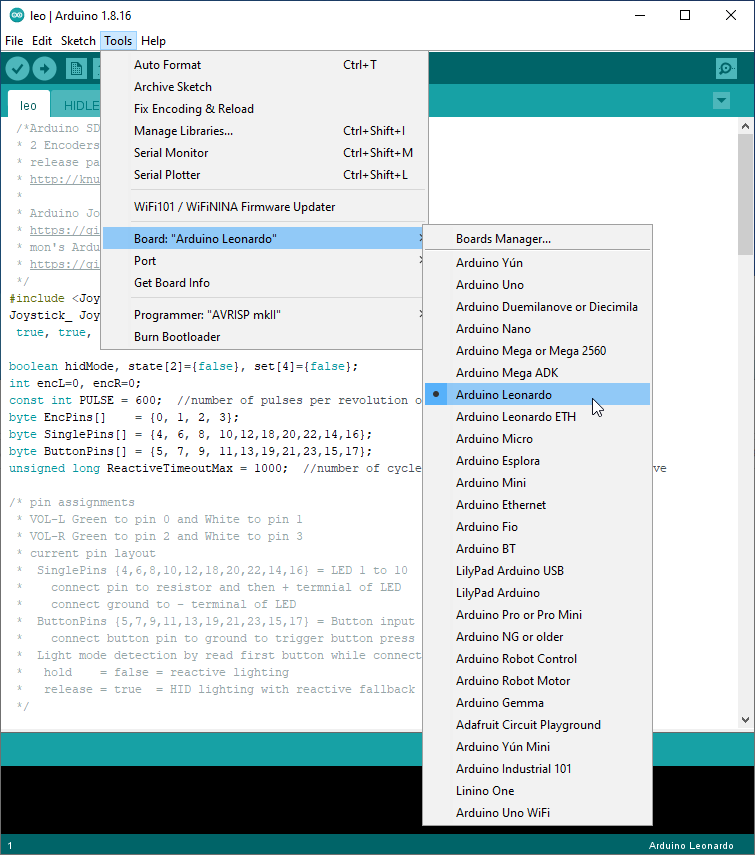 leo | Arduino 1.8.16
File Edit Sketch Tools Help
leo HIDLE
Auto Format Ctrl+T
Archive Sketch
Fix Encoding & Reload
Manage Libraries... Ctrl+Shift+I
Serial Monitor Ctrl+Shift+M
Serial Plotter Ctrl+Shift+L
WiFi101 / WiFiNINA Firmware Updater
Board: "Arduino Leonardo"
Port
Get Board Info
Programmer: "AVRISP mkII"
Burn Bootloader
Boards Manager...
Arduino Yún
Arduino Uno
Arduino Duemilanove or Diecimila
Arduino Nano
Arduino Mega or Mega 2560
Arduino Mega ADK
Arduino Leonardo
Arduino Leonardo ETH
Arduino Micro
Arduino Esplora
Arduino Mini
Arduino Ethernet
Arduino Fio
Arduino BT
LilyPad Arduino USB
LilyPad Arduino
Arduino Pro or Pro Mini
Arduino NG or older
Arduino Robot Control
Arduino Robot Motor
Arduino Gemma
Adafruit Circuit Playground
Arduino Yún Mini
Arduino Industrial 101
Linino One
Arduino Uno WiFi
/*Arduino SD
* 2 Encoders
* release pa
* http://knu
*
* Arduino Jo
* https://gi
* mon's Ardu
* https://gi
*/
#include <Joy
Joystick_ Joy
true, true,
boolean hidMode, state[2]={false}, set[4]={false};
int encL=0, encR=0;
const int PULSE = 600;  //number of pulses per revolution o
byte EncPins[]    = {0, 1, 2, 3};
byte SinglePins[] = {4, 6, 8, 10,12,18,20,22,14,16};
byte ButtonPins[] = {5, 7, 9, 11,13,19,21,23,15,17};
unsigned long ReactiveTimeoutMax = 1000;  //number of cycle ve
/* pin assignments
* VOL-L Green to pin 0 and White to pin 1
* VOL-R Green to pin 2 and White to pin 3
* current pin layout
*  SinglePins {4,6,8,10,12,18,20,22,14,16} = LED 1 to 10
*    connect pin to resistor and then + termnial of LED
*    connect ground to - terminal of LED
*  ButtonPins {5,7,9,11,13,19,21,23,15,17} = Button input
*    connect button pin to ground to trigger button press
*  Light mode detection by read first button while connect
*   hold    = false = reactive lighting
*   release = true  = HID lighting with reactive fallback
*/
1
Arduino Leonardo